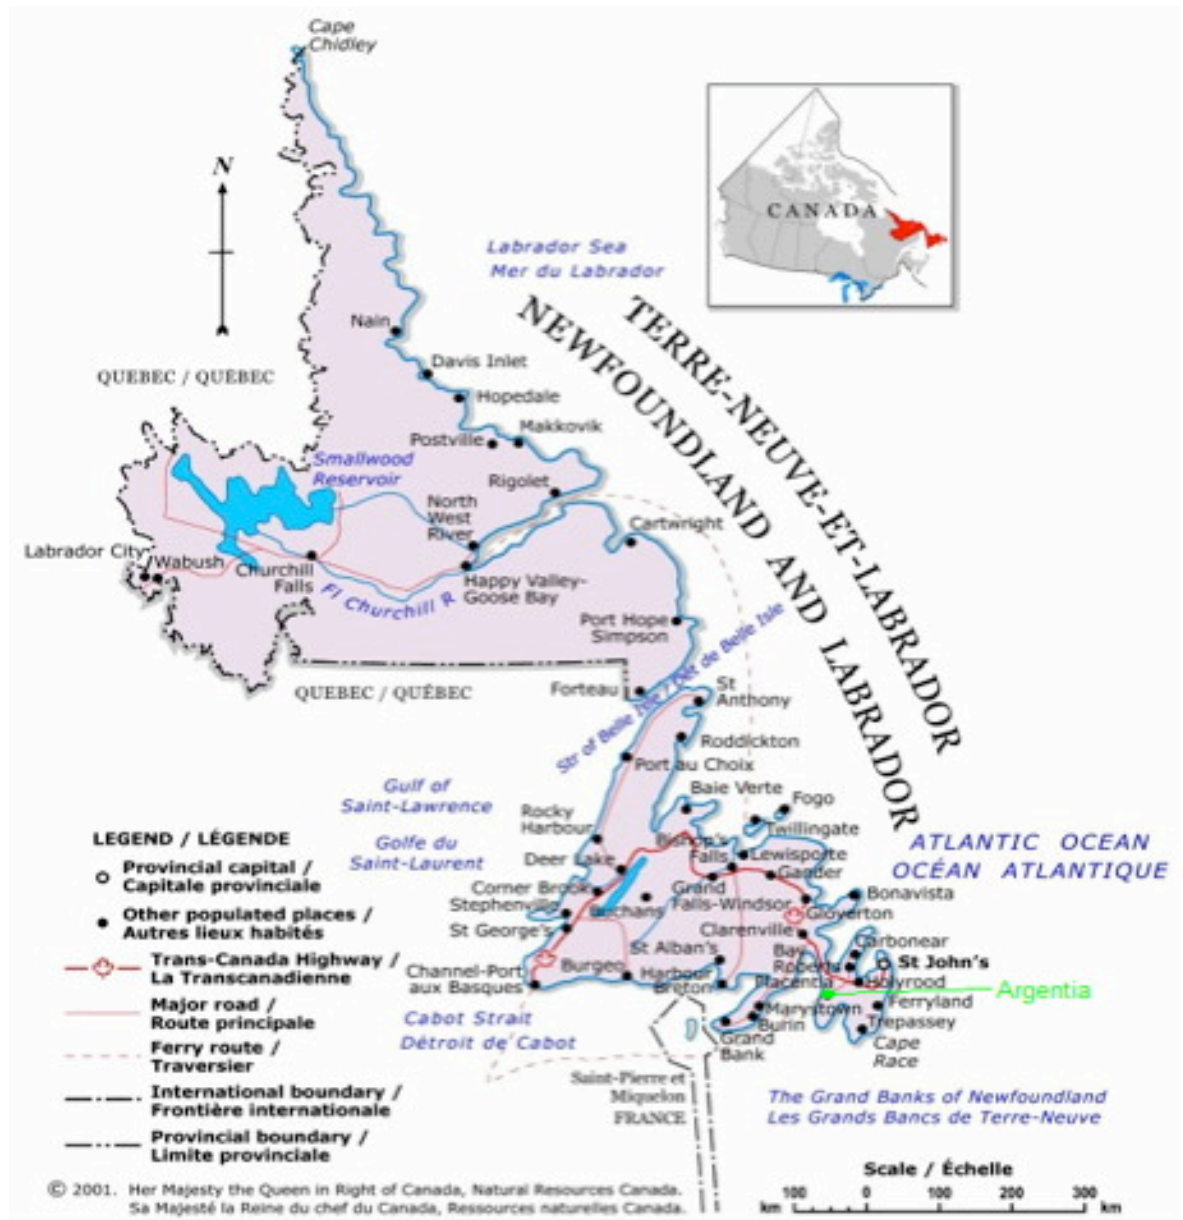 Cape
Chidley
N
CANADA
Labrador Sea
Mer du Labrador
TERRE-NEUVE-ET-LABRADOR
NEWFOUNDLAND AND LABRADOR
Nain
Davis Inlet
QUEBEC / QUÉBEC
Hopedale
Makkovik
Postville
Smallwood
Reservoir
Rigolet
North
West
River
Cartwright
Labrador City
Wabush
Churchill
Falls
Happy Valley-
Goose Bay
Fl Churchill R
Port Hope
Simpson
QUEBEC / QUÉBEC
Forteau
Str of Belle Isle / Dét de Belle Isle
St
Anthony
Roddickton
Port au Choix
Gulf of
Saint-Lawrence
Golfe du
Saint-Laurent
Baie Verte
Fogo
Twillingate
Rocky
Harbour
Bishop's
Falls
Lewisporte
Deer Lake
Gander
ATLANTIC OCEAN
OCÉAN ATLANTIQUE
Corner Brook
Grand
Falls-Windsor
Bonavista
Stephenville
Buchans
Gloverton
St George's
Clarenville
Carbonear
St Alban's
Bay
Roberts
St John's
Channel-Port
aux Basques
Burgeo
Harbour
Breton
Placentia
Holyrood
Argentia
Ferryland
Marystown
Burin
Trepassey
Grand
Bank
Cape
Race
Cabot Strait
Détroit de Cabot
Saint-Pierre et
Miquelon
FRANCE
The Grand Banks of Newfoundland
Les Grands Bancs de Terre-Neuve
LEGEND / LÉGENDE
Provincial capital /
Capitale provinciale
Other populated places /
Autres lieux habités
Trans-Canada Highway /
La Transcanadienne
Major road /
Route principale
Ferry route /
Traversier
International boundary /
Frontière internationale
Provincial boundary /
Limite provinciale
Scale / Échelle
100 0 100 200 300
km km
© 2001. Her Majesty the Queen in Right of Canada, Natural Resources Canada.
Sa Majesté la Reine du chef du Canada, Ressources naturelles Canada.